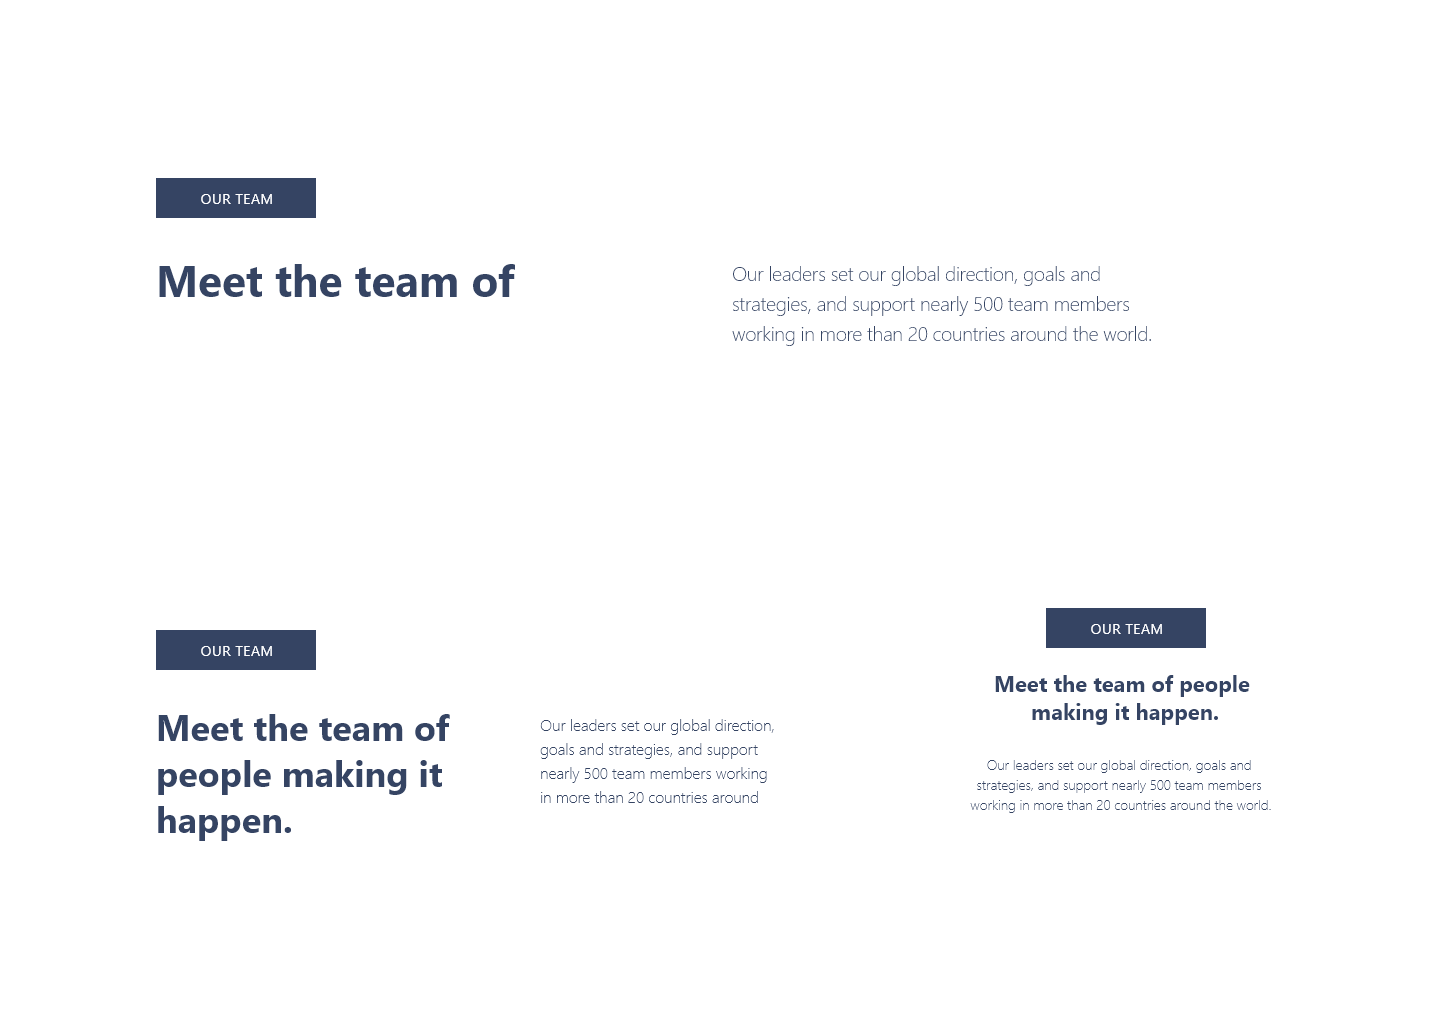 OUR TEAM
Meet the team of
Our leaders set our global direction, goals and
strategies, and support nearly 500 team members
working in more than 20 countries around the world.
OUR TEAM
Meet the team of
people making it
happen.
Our leaders set our global direction,
goals and strategies, and support
nearly 500 team members working
in more than 20 countries around
OUR TEAM
Meet the team of people
making it happen.
Our leaders set our global direction, goals and
strategies, and support nearly 500 team members
working in more than 20 countries around the world.